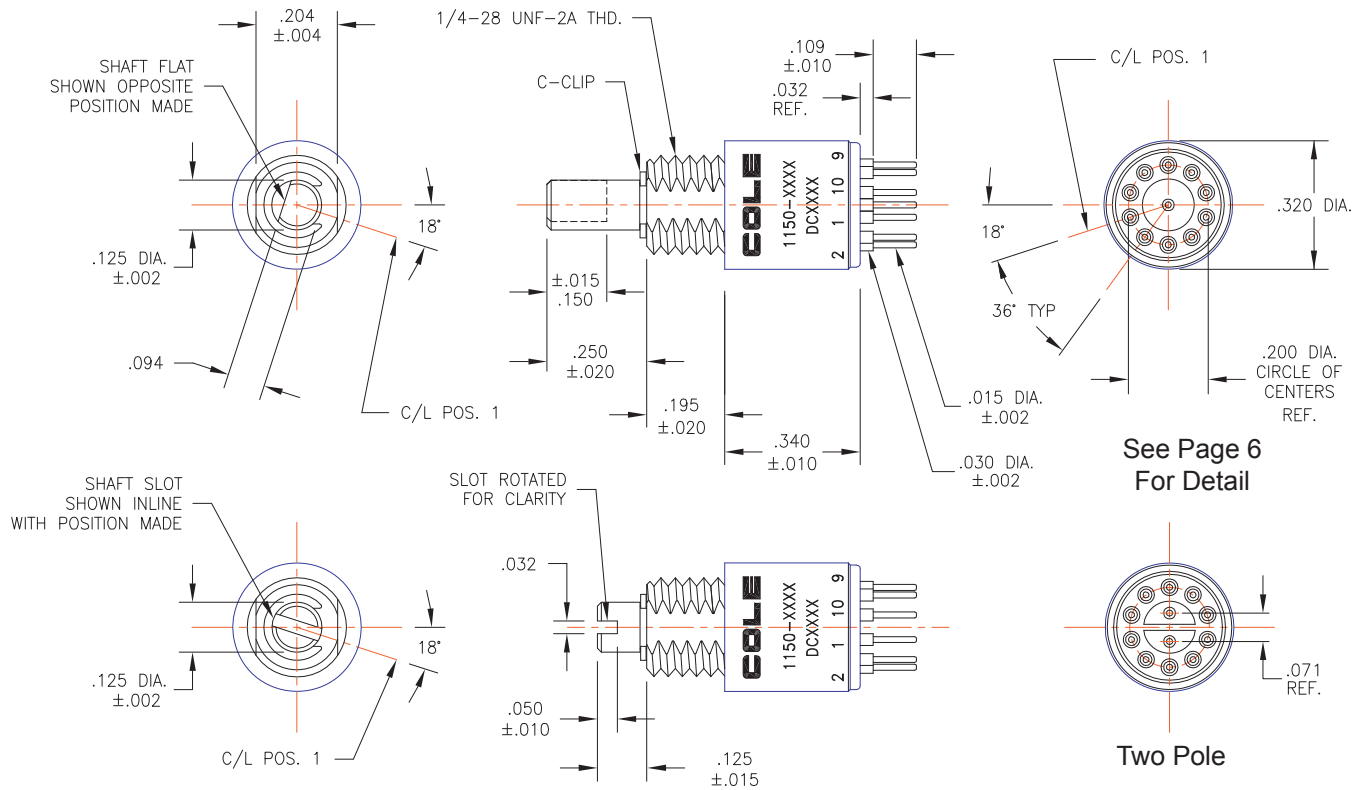 .204
±.004
1/4-28 UNF-2A THD.
SHAFT FLAT
SHOWN OPPOSITE
POSITION MADE
C-CLIP
.109
±.010
.032
REF.
C/L POS. 1
.125 DIA.
±.002
18°
.094
C/L POS. 1
COLE
1150-XXXX
DCXXXX
2 1 10 9
±.015
.150
.250
±.020
.195
±.020
.340
±.010
.015 DIA.
±.002
.030 DIA.
±.002
18°
36° TYP
.320 DIA.
.200 DIA.
CIRCLE OF
CENTERS
REF.
See Page 6
For Detail
SHAFT SLOT
SHOWN INLINE
WITH POSITION MADE
.125 DIA.
±.002
18°
C/L POS. 1
SLOT ROTATED
FOR CLARITY
.032
COLE
1150-XXXX
DCXXXX
2 1 10 9
.050
±.010
.125
±.015
.071
REF.
Two Pole